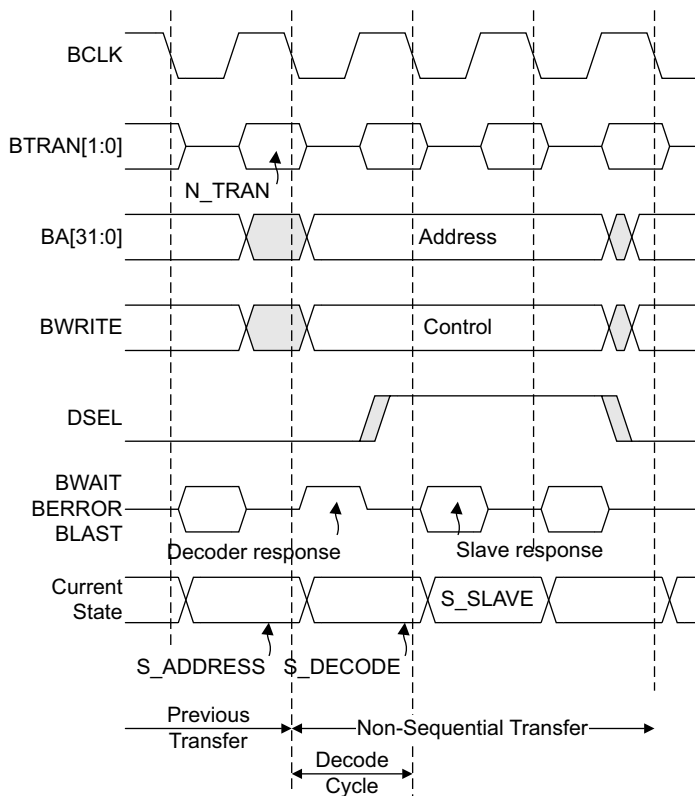 BCLK
BTRAN[1:0]
N_TRAN
BA[31:0]
Address
BWRITE
Control
DSEL
BWAIT
BERROR
BLAST
Decoder response
Slave response
Current
State
S_SLAVE
S_ADDRESS
S_DECODE
Previous
Transfer
Non-Sequential Transfer
Decode
Cycle